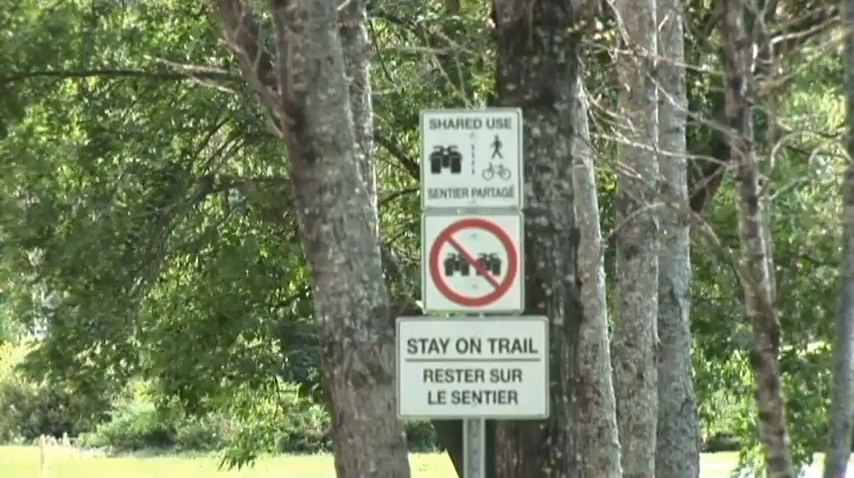 SHARED USE
SENTIER PARTAGÉ
STAY ON TRAIL
RESTER SUR
LE SENTIER